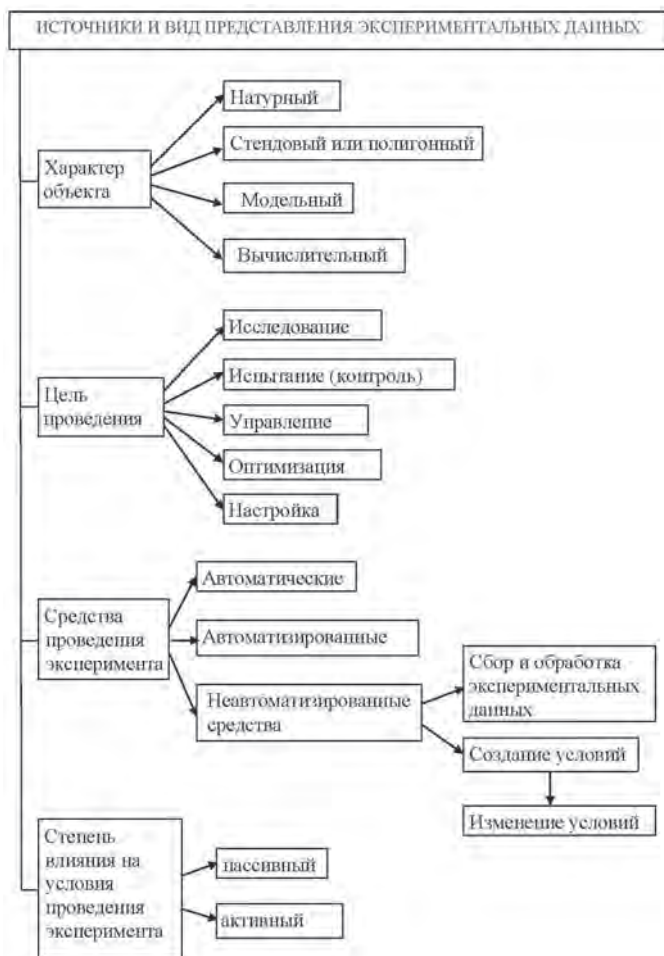 ИСТОЧНИКИ И ВИД ПРЕДСТАВЛЕНИЯ ЭКСПЕРИМЕНТАЛЬНЫХ ДАННЫХ
Характер
объекта
Натурный
Стендовый или полигонный
Модельный
Вычислительный
Цель
проведения
Исследование
Испытание (контроль)
Управление
Оптимизация
Настройка
Средства
проведения
эксперимента
Автоматические
Автоматизированные
Неавтоматизированные
средства
Сбор и обработка
экспериментальных
данных
Создание условий
Изменение условий
Степень
влияния на
условия
проведения
эксперимента
пассивный
активный